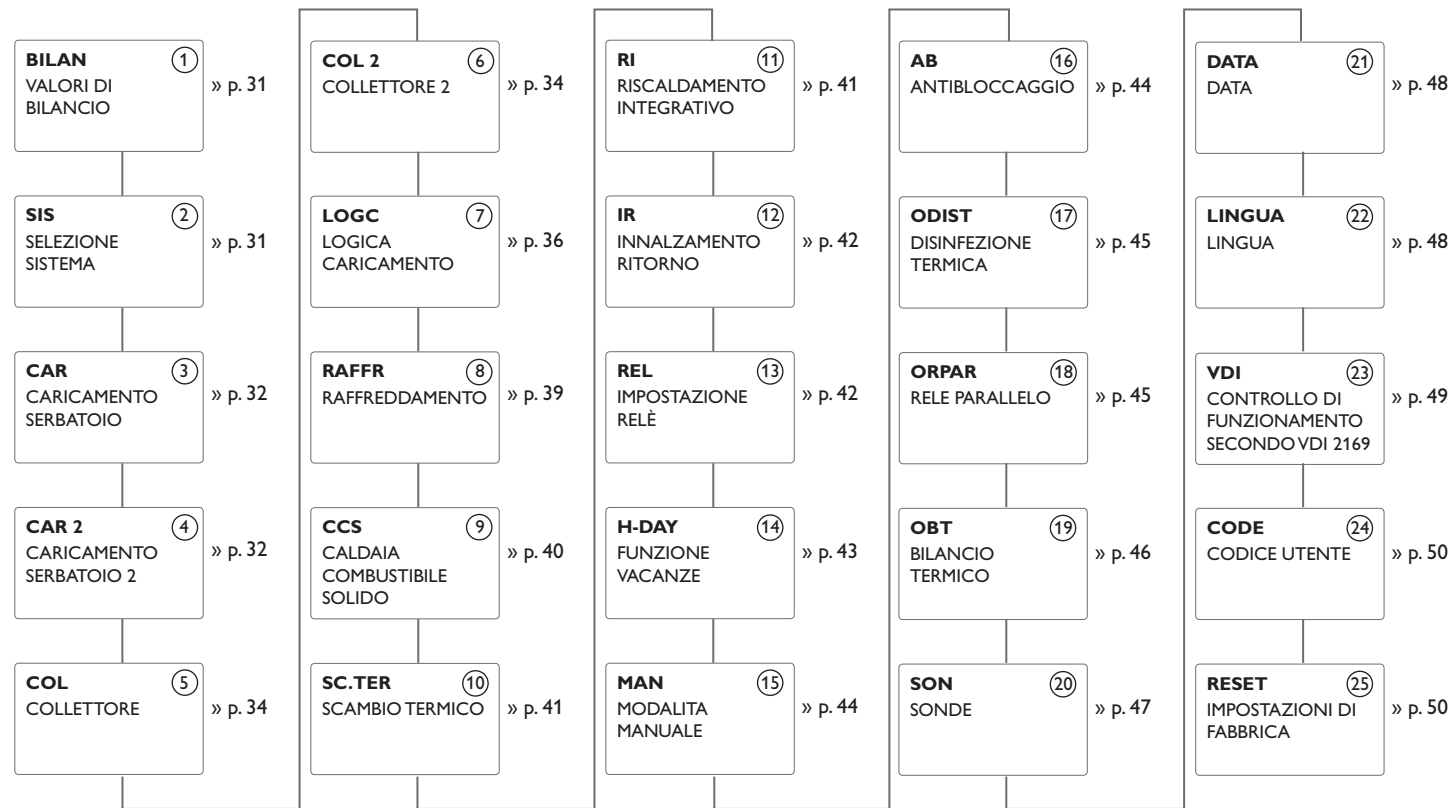 BILAN 1
VALORI DI
BILANCIO
» p. 31
SIS 2
SELEZIONE
SISTEMA
» p. 31
CAR 3
CARICAMENTO
SERBATOIO
» p. 32
CAR 2 4
CARICAMENTO
SERBATOIO 2
» p. 32
COL 5
COLLETTORE
» p. 34
COL 2 6
COLLETTORE 2
» p. 34
LOGC 7
LOGICA
CARICAMENTO
» p. 36
RAFFR 8
RAFFREDDAMENTO
» p. 39
CCS 9
CALDAIA
COMBUSTIBILE
SOLIDO
» p. 40
SC.TER 10
SCAMBIO TERMICO
» p. 41
RI 11
RISCALDAMENTO
INTEGRATIVO
» p. 41
IR 12
INNALZAMENTO
RITORNO
» p. 42
REL 13
IMPOSTAZIONE
RELÈ
» p. 42
H-DAY 14
FUNZIONE
VACANZE
» p. 43
MAN 15
MODALITA
MANUALE
» p. 44
AB 16
ANTIBLOCCAGGIO
» p. 44
ODIST 17
DISINFEZIONE
TERMICA
» p. 45
ORPAR 18
RELE PARALLELO
» p. 45
OBT 19
BILANCIO
TERMICO
» p. 46
SON 20
SONDE
» p. 47
DATA 21
DATA
» p. 48
LINGUA 22
LINGUA
» p. 48
VDI 23
CONTROLLO DI
FUNZIONAMENTO
SECONDO VDI 2169
» p. 49
CODE 24
CODICE UTENTE
» p. 50
RESET 25
IMPOSTAZIONI DI
FABBRICA
» p. 50